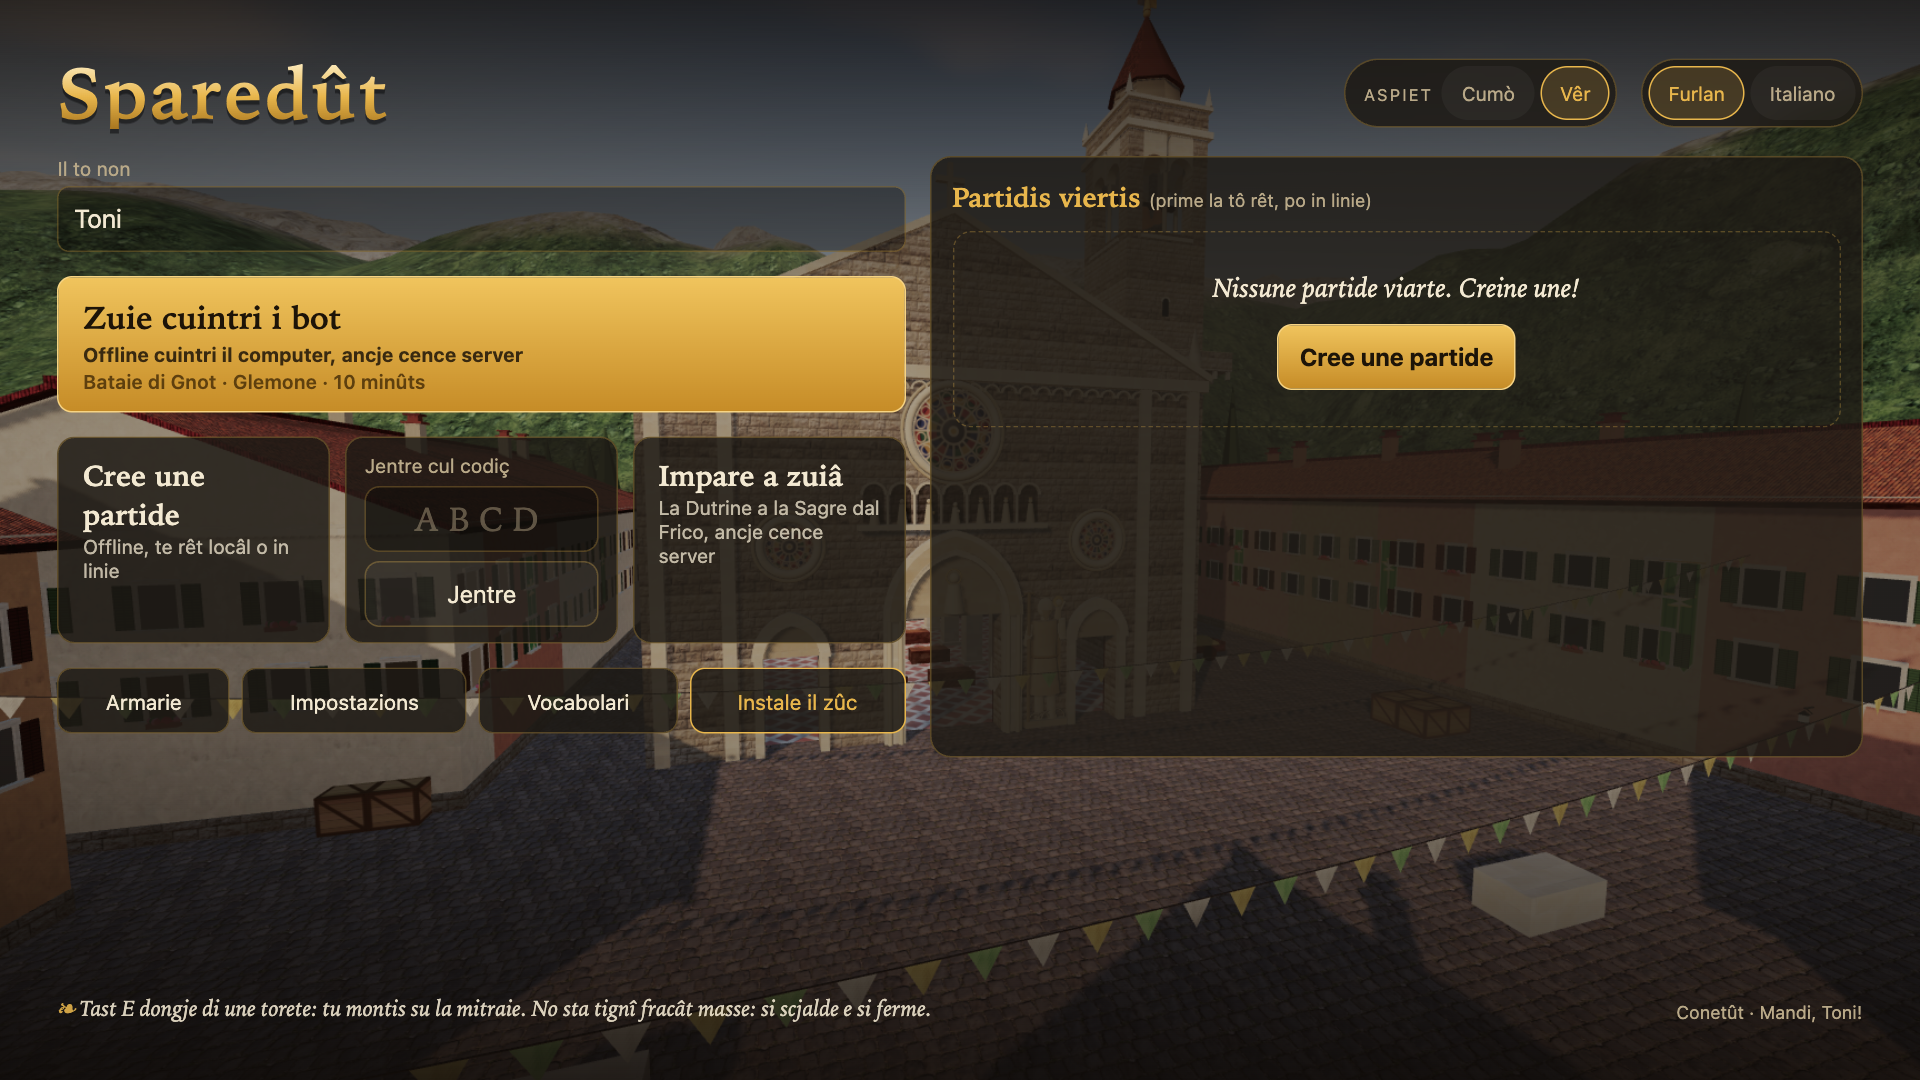 Sparedût
ASPIET
Cumò
Vêr
Furlan
Italiano
Il to non
Toni
Zuie cuintri i bot
Offline cuintri il computer, ancje cence server
Bataie di Gnot · Glemone · 10 minûts
Cree une
partide
Offline, te rêt locâl o in
linie
Jentre cul codiç
ABCD
Jentre
Impare a zuiâ
La Dutrine a la Sagre dal
Frico, ancje cence
server
Armarie
Impostazions
Vocabolari
Instale il zûc
Partidis viertis (prime la tô rêt, po in linie)
Nissune partide viarte. Creine une!
Cree une partide
❧ Tast E dongje di une torete: tu montis su la mitraie. No sta tignî fracât masse: si scjalde e si ferme.
Conetût · Mandi, Toni!